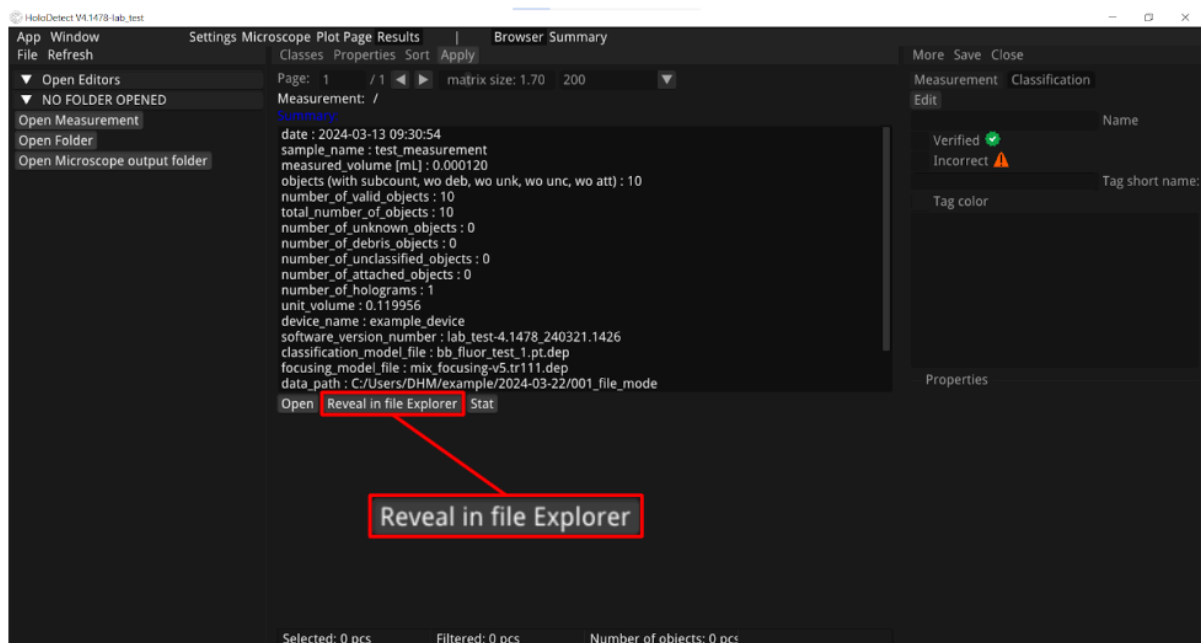 HoloDetect V4.1478-lab_test
App Window Settings Microscope Plot Page Results | Browser Summary
File Refresh
Classes Properties Sort Apply
More Save Close
▼ Open Editors
▼ NO FOLDER OPENED
Open Measurement
Open Folder
Open Microscope output folder
Page: 1 / 1 ◀ ▶ matrix size: 1.70 200 ▼
Measurement: /
Summary:
date : 2024-03-13 09:30:54
sample_name : test_measurement
measured_volume [mL] : 0.000120
objects (with subcount, wo deb, wo unk, wo unc, wo att) : 10
number_of_valid_objects : 10
total_number_of_objects : 10
number_of_unknown_objects : 0
number_of_debris_objects : 0
number_of_unclassified_objects : 0
number_of_attached_objects : 0
number_of_holograms : 1
unit_volume : 0.119956
device_name : example_device
software_version_number : lab_test-4.1478_240321.1426
classification_model_file : bb_fluor_test_1.pt.dep
focusing_model_file : mix_focusing-v5.tr111.dep
data_path : C:/Users/DHM/example/2024-03-22/001_file_mode
Open Reveal in file Explorer Stat
Reveal in file Explorer
Selected: 0 pcs Filtered: 0 pcs Number of objects: 0 pcs
Measurement Classification
Edit
Name
Verified
Incorrect
Tag short name:
Tag color
Properties